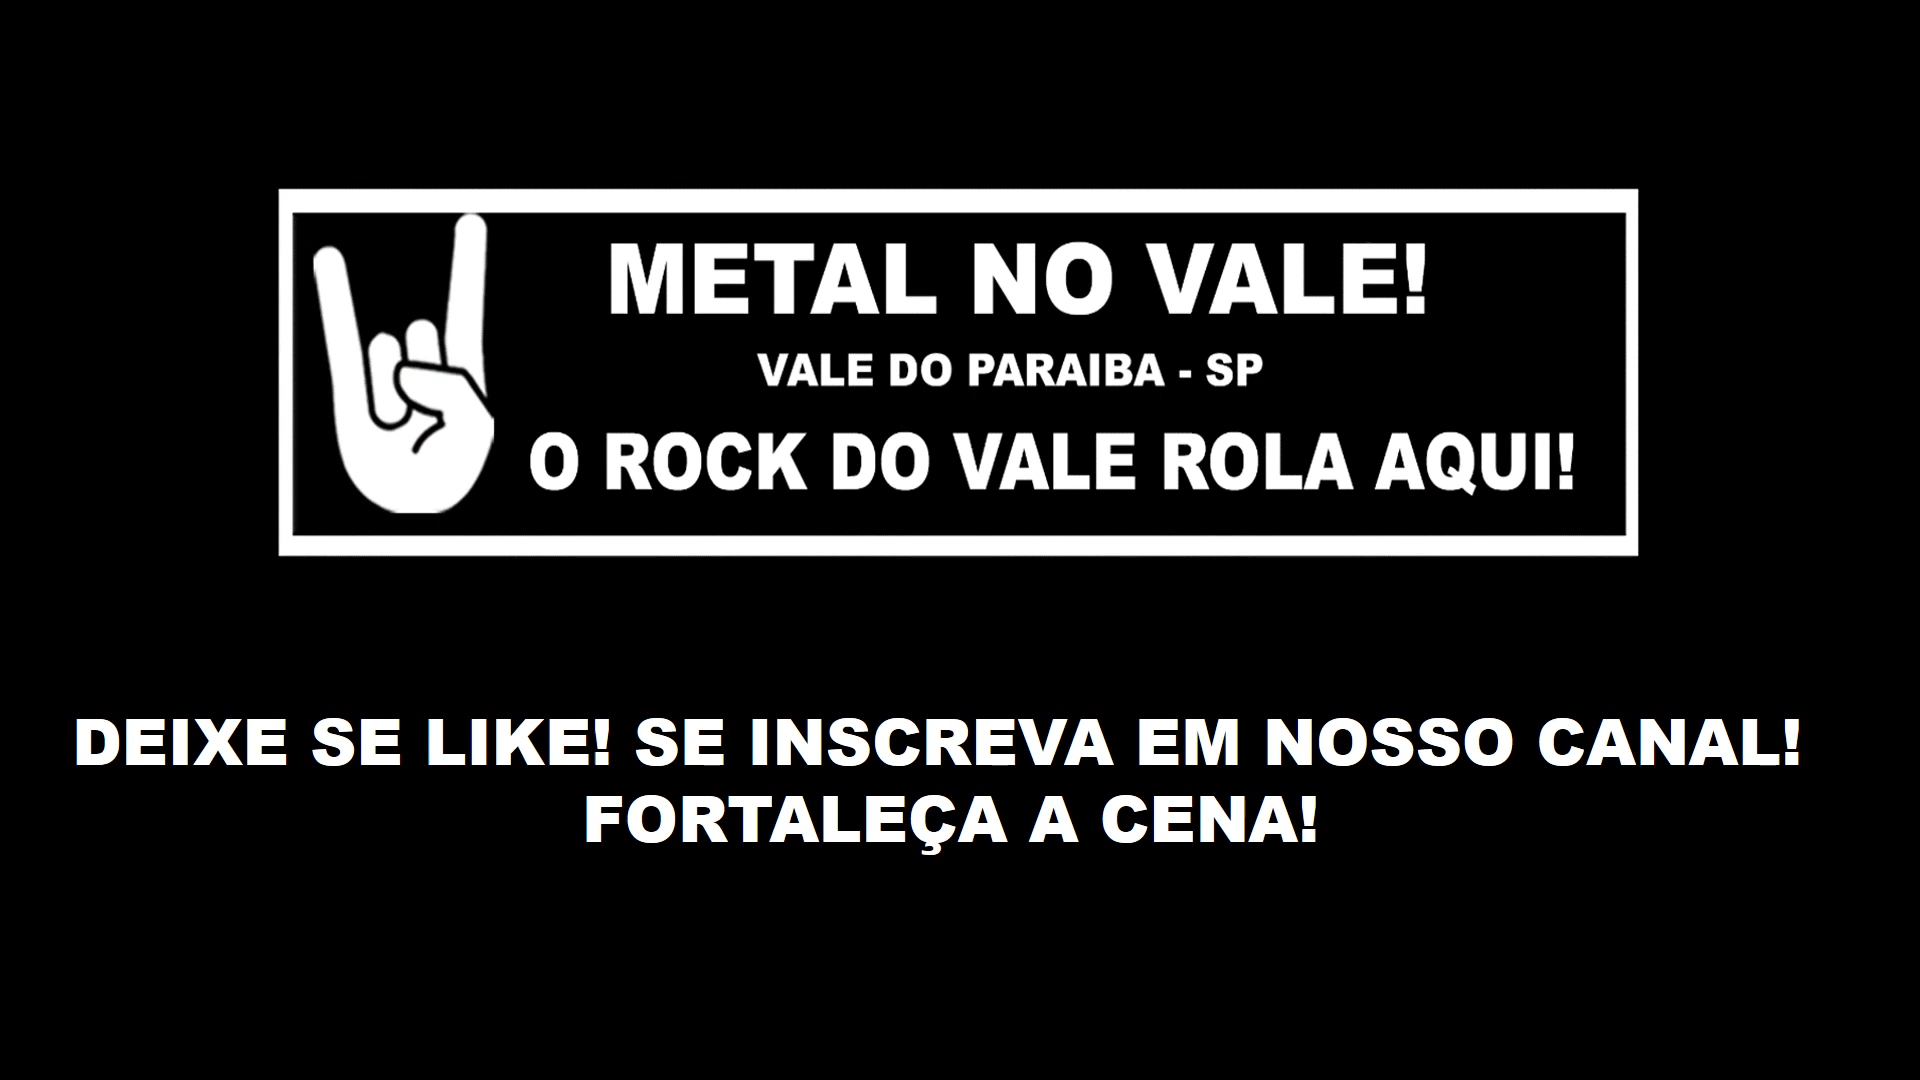 METAL NO VALE!
VALE DO PARAIBA - SP
O ROCK DO VALE ROLA AQUI!
DEIXE SE LIKE! SE INSCREVA EM NOSSO CANAL!
FORTALEÇA A CENA!